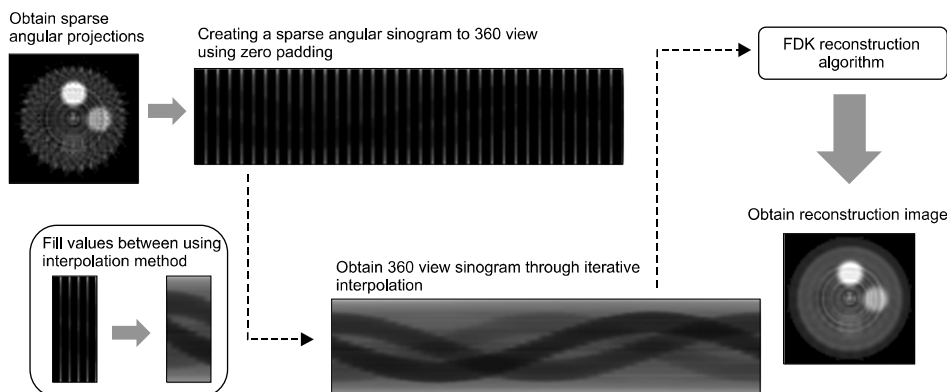 Obtain sparse
angular projections
Creating a sparse angular sinogram to 360 view
using zero padding
FDK reconstruction
algorithm
Fill values between using
interpolation method
Obtain 360 view sinogram through iterative
interpolation
Obtain reconstruction image